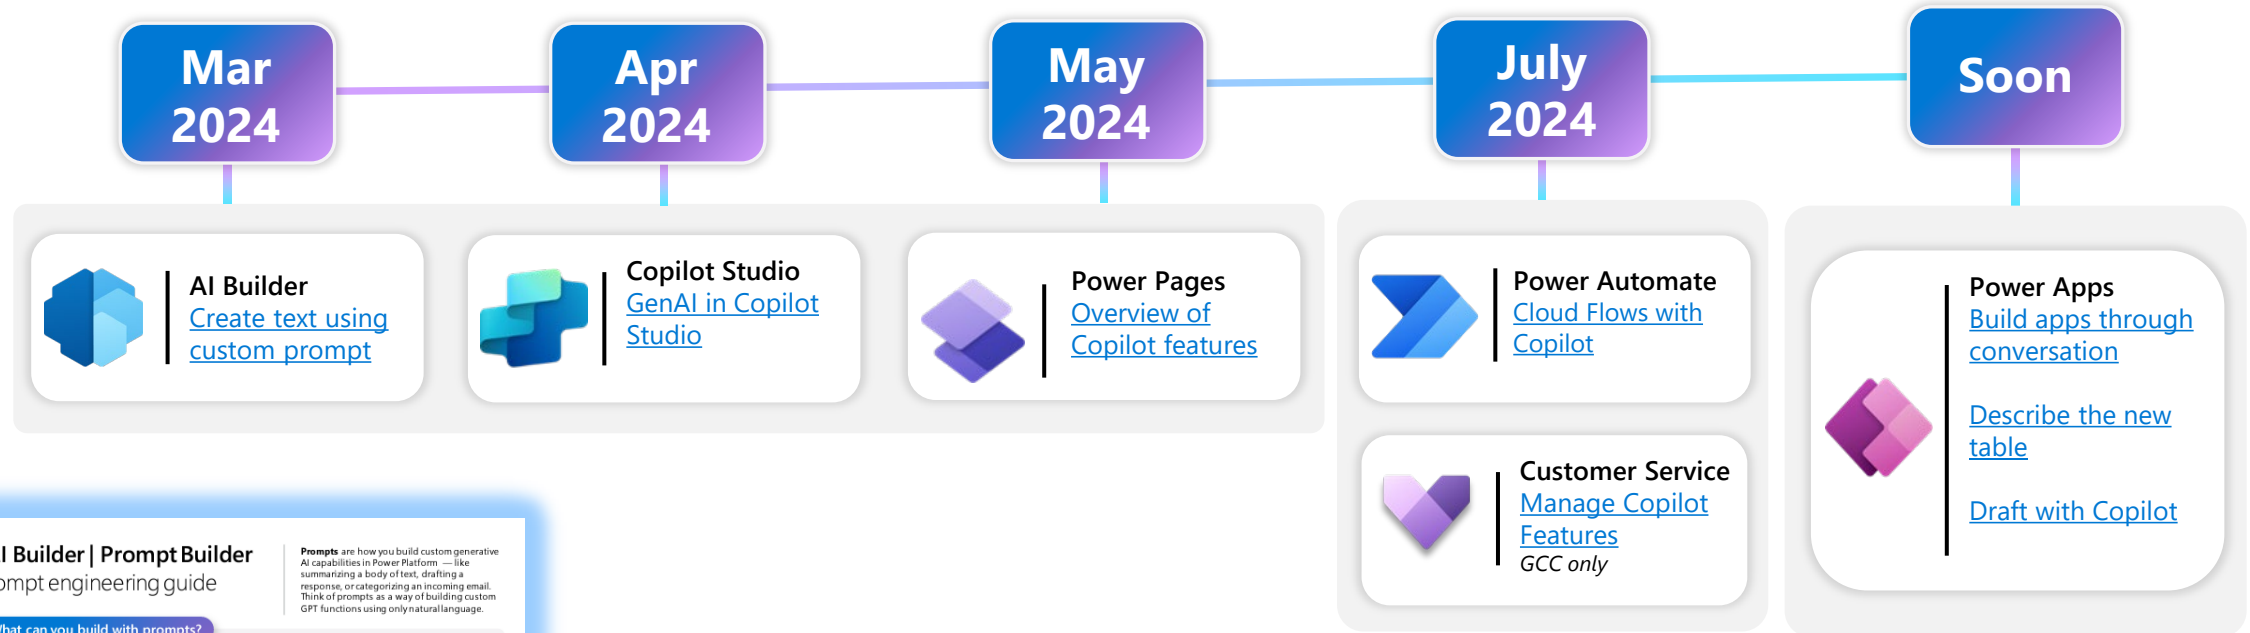 Mar
2024
Apr
2024
May
2024
July
2024
Soon
AI Builder
Create text using
custom prompt
Copilot Studio
GenAI in Copilot
Studio
Power Pages
Overview of
Copilot features
Power Automate
Cloud Flows with
Copilot
Customer Service
Manage Copilot
Features
GCC only
Power Apps
Build apps through
conversation
Describe the new
table
Draft with Copilot
I Builder | Prompt Builder
ompt engineering guide
Prompts are how you build custom generative
AI capabilities in Power Platform — like
summarizing a body of text, drafting a
response, or categorizing an incoming email.
Think of prompts as a way of building custom
GPT functions using only natural language.
What can you build with prompts?